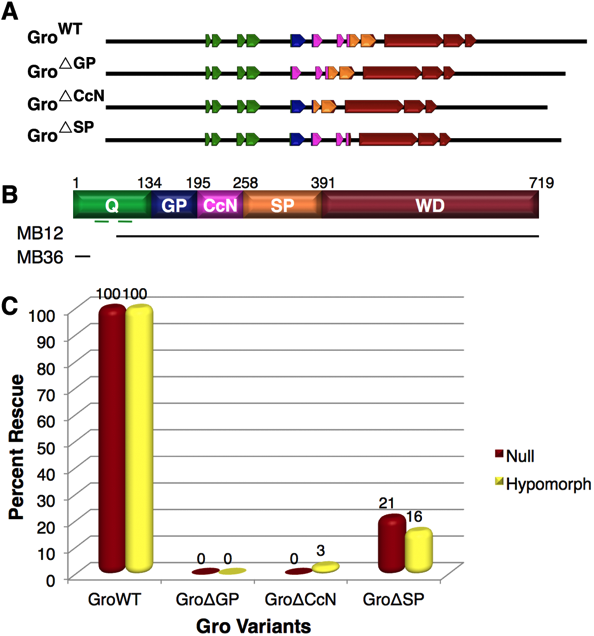 A
Gro WT
Gro △GP
Gro △CcN
Gro △SP
B
1 134 195 258 391 719
Q GP CcN SP WD
MB12
MB36
C
100 100
100
90
80
70
60
50
40
30
20
10
0
Percent Rescue
0 0
0 3
21 16
GroWT GroΔGP GroΔCcN GroΔSP
Gro Variants
Null
Hypomorph